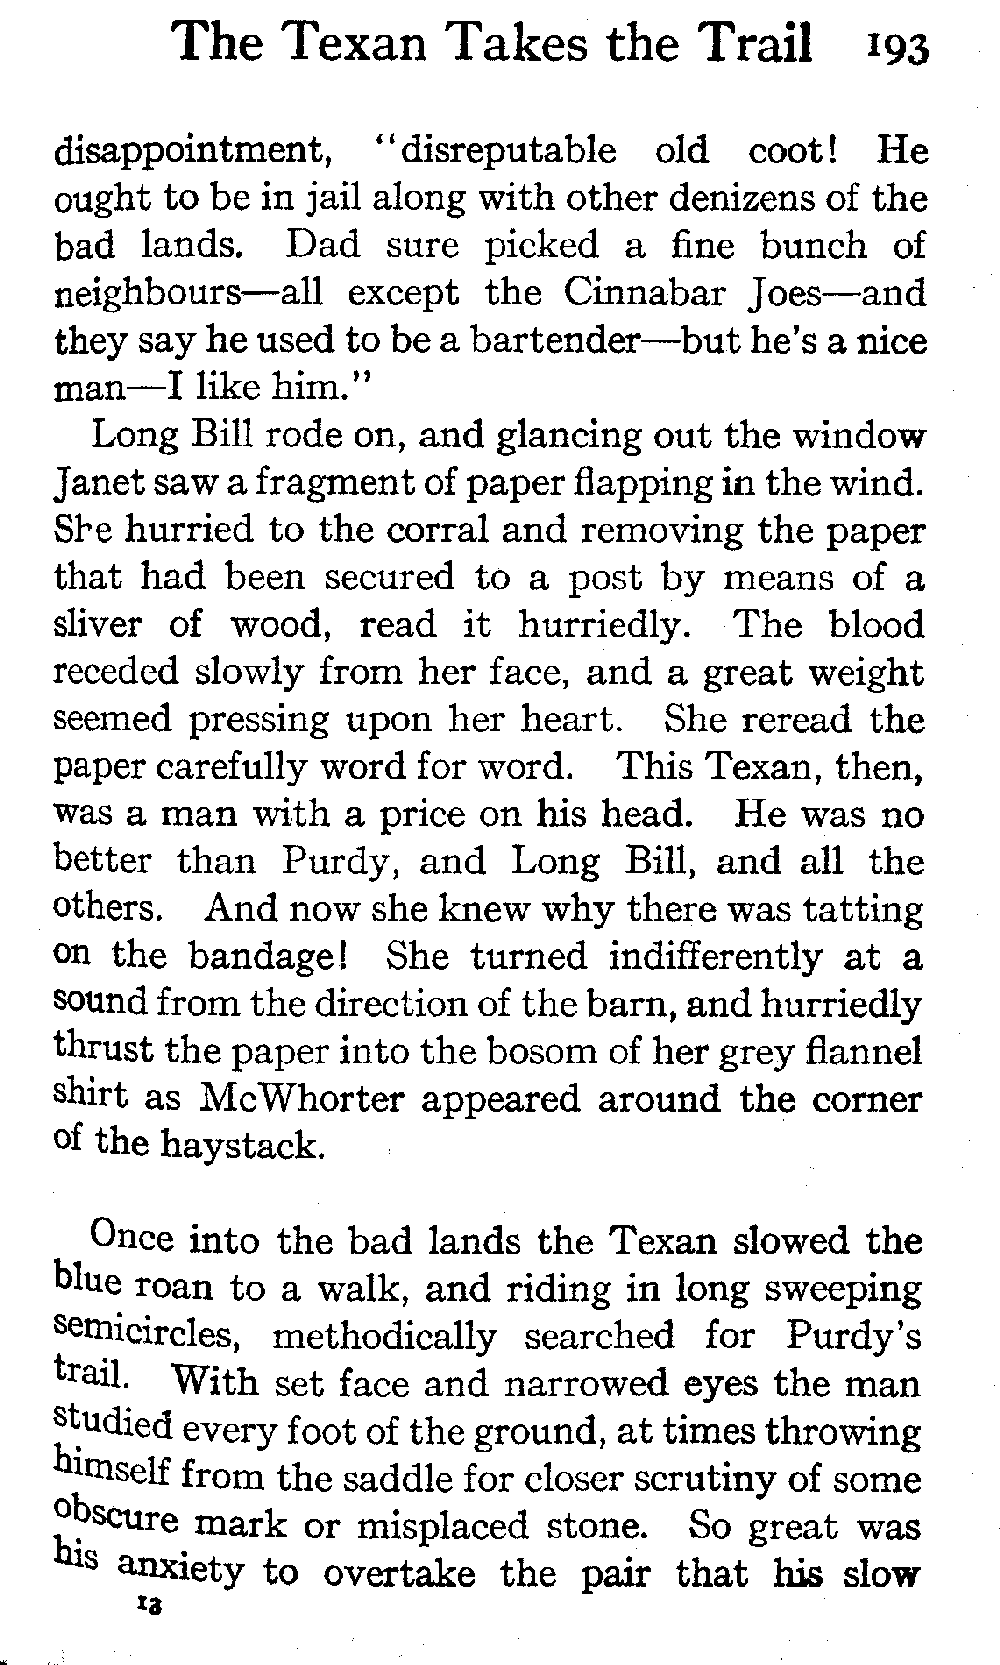 The Texan Takes the Trail 193
disappointment, "disreputable old coot! He
ought to be in jail along with other denizens of the
bad lands. Dad sure picked a fine bunch of
neighbours—all except the Cinnabar Joes—and
they say he used to be a bartender—but he's a nice
man—I like him."
Long Bill rode on, and glancing out the window
Janet saw a fragment of paper flapping in the wind.
She hurried to the corral and removing the paper
that had been secured to a post by means of a
sliver of wood, read it hurriedly. The blood
receded slowly from her face, and a great weight
seemed pressing upon her heart. She reread the
paper carefully word for word. This Texan, then,
was a man with a price on his head. He was no
better than Purdy, and Long Bill, and all the
others. And now she knew why there was tatting
on the bandage! She turned indifferently at a
sound from the direction of the barn, and hurriedly
thrust the paper into the bosom of her grey flannel
shirt as McWhorter appeared around the corner
of the haystack.
Once into the bad lands the Texan slowed the
blue roan to a walk, and riding in long sweeping
semicircles, methodically searched for Purdy's
trail. With set face and narrowed eyes the man
studied every foot of the ground, at times throwing
himself from the saddle for closer scrutiny of some
obscure mark or misplaced stone. So great was
his anxiety to overtake the pair that his slow
13